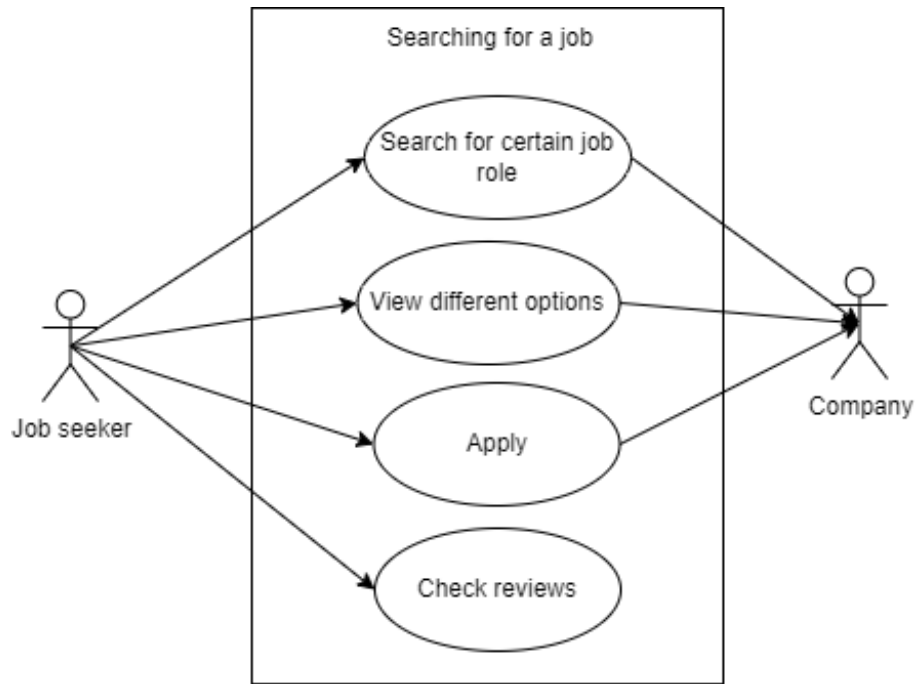 Searching for a job
Search for certain job
role
View different options
Job seeker
Company
Apply
Check reviews